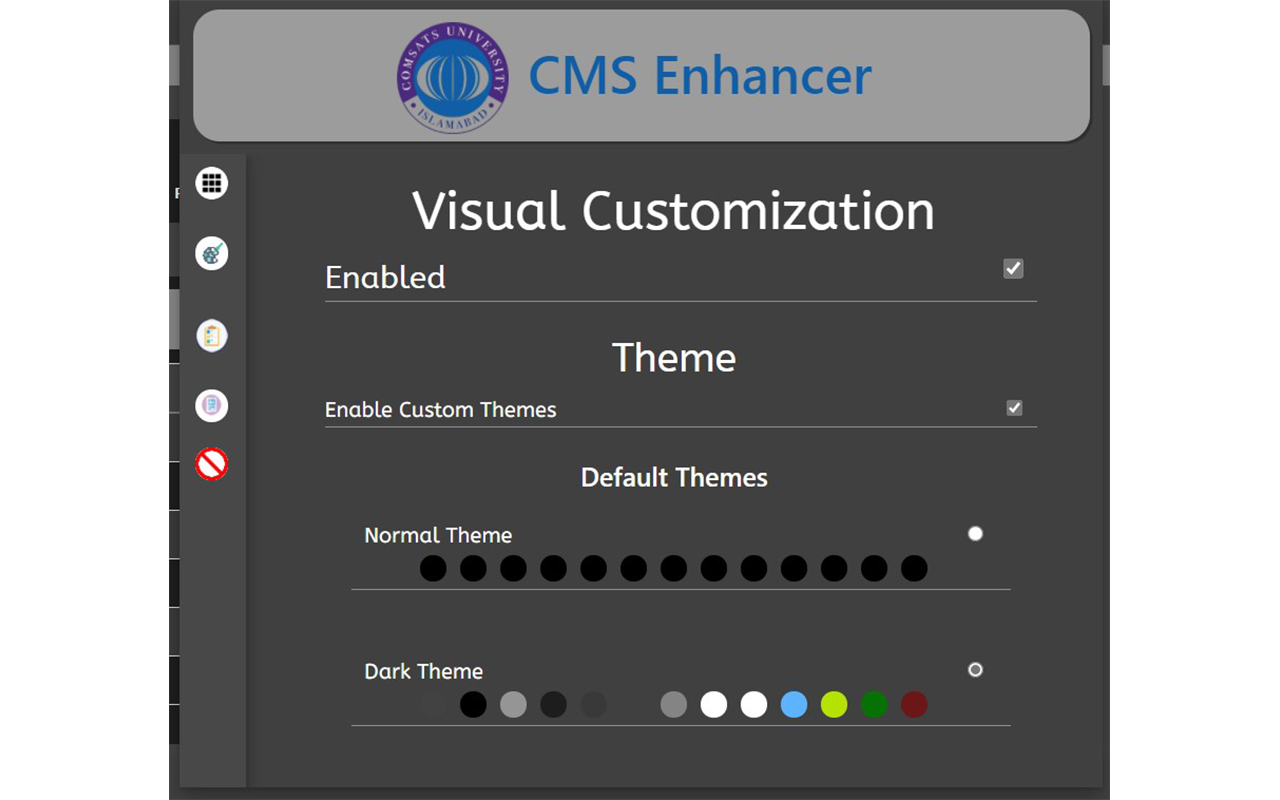 COMSATS UNIVERSITY
ISLAMABAD
CMS Enhancer
Visual Customization
Enabled
Theme
Enable Custom Themes
Default Themes
Normal Theme
Dark Theme